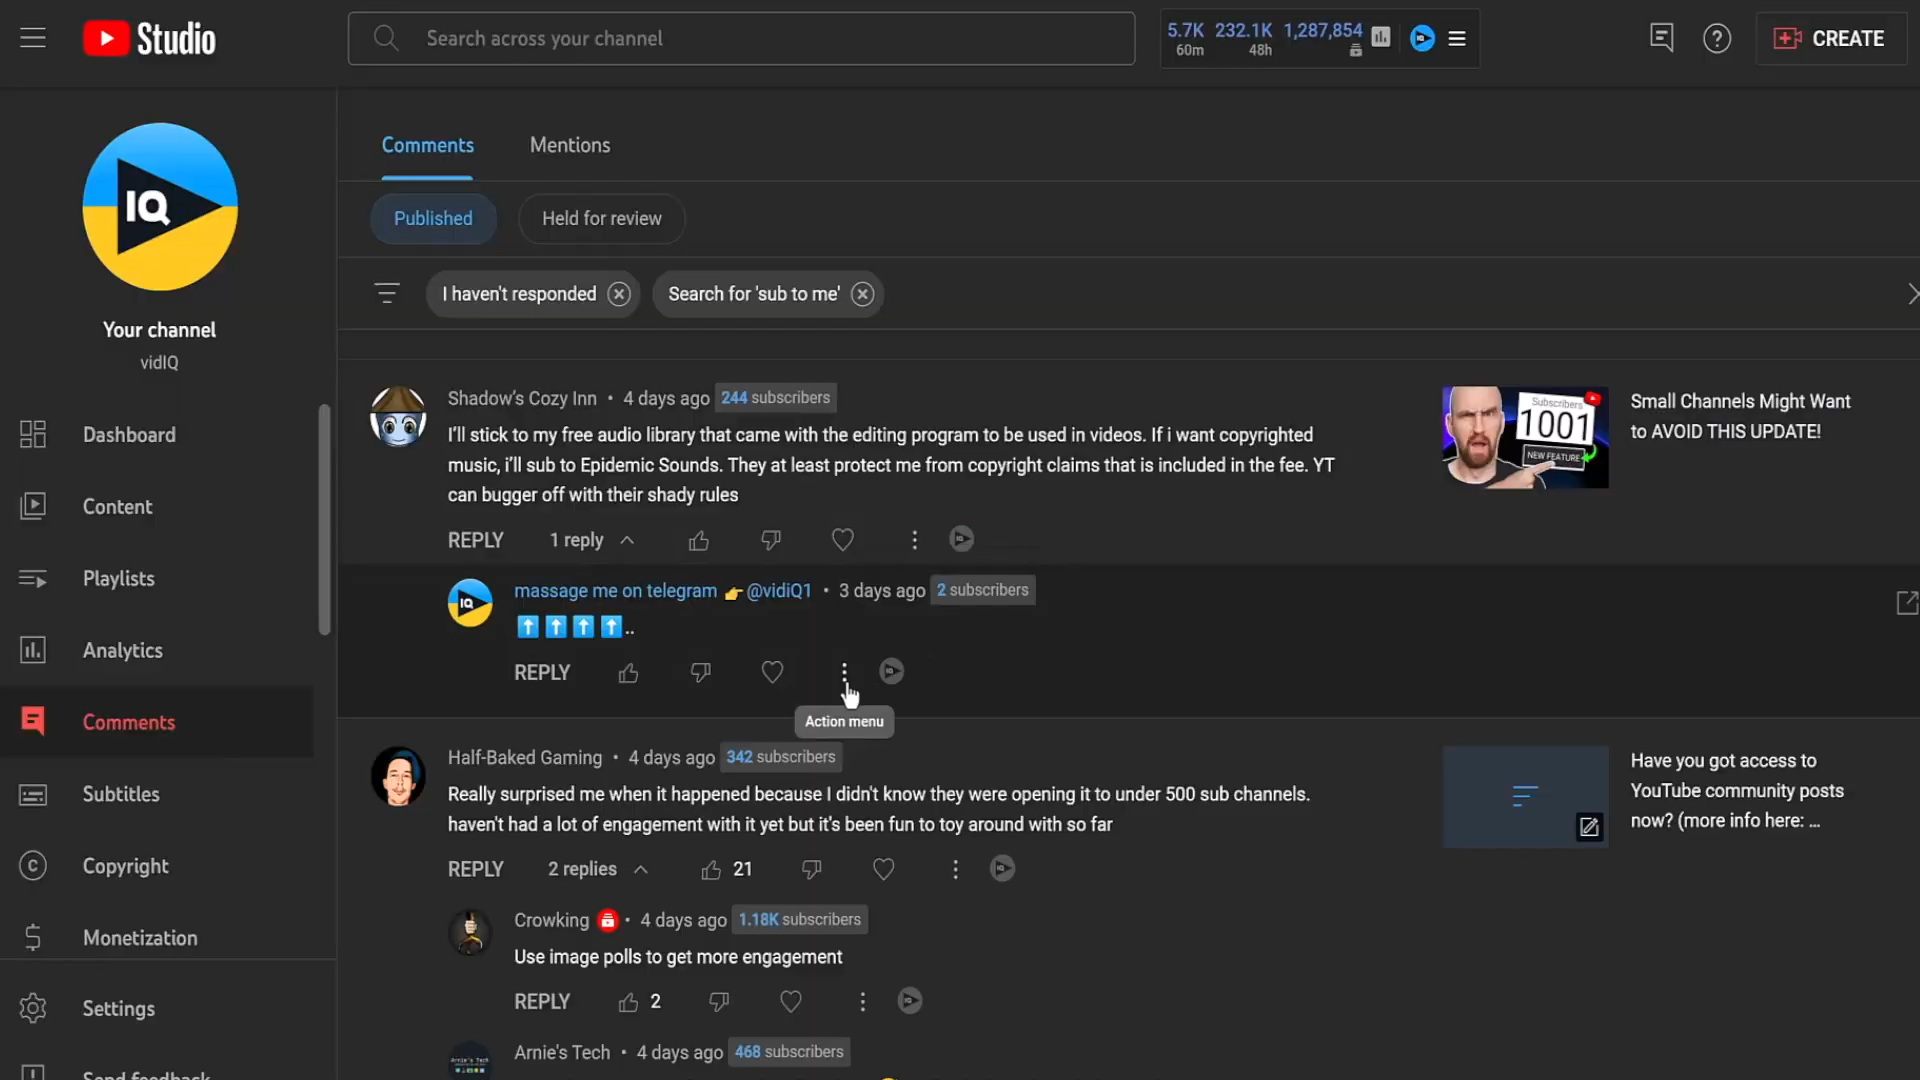 Studio
Search across your channel
5.7K 232.1K 1,287,854
60m 48h
CREATE
IQ
Your channel
vidIQ
Dashboard
Content
Playlists
Analytics
Comments
Subtitles
Copyright
Monetization
Settings
Send feedback
Comments Mentions
Published Held for review
I haven't responded Search for 'sub to me'
Shadow's Cozy Inn • 4 days ago 244 subscribers
I'll stick to my free audio library that came with the editing program to be used in videos. If i want copyrighted
music, i'll sub to Epidemic Sounds. They at least protect me from copyright claims that is included in the fee. YT
can bugger off with their shady rules
REPLY 1 reply
Subscribers
1001
NEW FEATURE
Small Channels Might Want
to AVOID THIS UPDATE!
IQ
massage me on telegram 👉 @vidiQ1 • 3 days ago 2 subscribers
⬆️⬆️⬆️⬆️..
REPLY
Action menu
Half-Baked Gaming • 4 days ago 342 subscribers
Really surprised me when it happened because I didn't know they were opening it to under 500 sub channels.
haven't had a lot of engagement with it yet but it's been fun to toy around with so far
REPLY 2 replies 21
Have you got access to
YouTube community posts
now? (more info here: ...
Crowking • 4 days ago 1.18K subscribers
Use image polls to get more engagement
REPLY 2
Arnie's Tech
Arnie's Tech • 4 days ago 468 subscribers